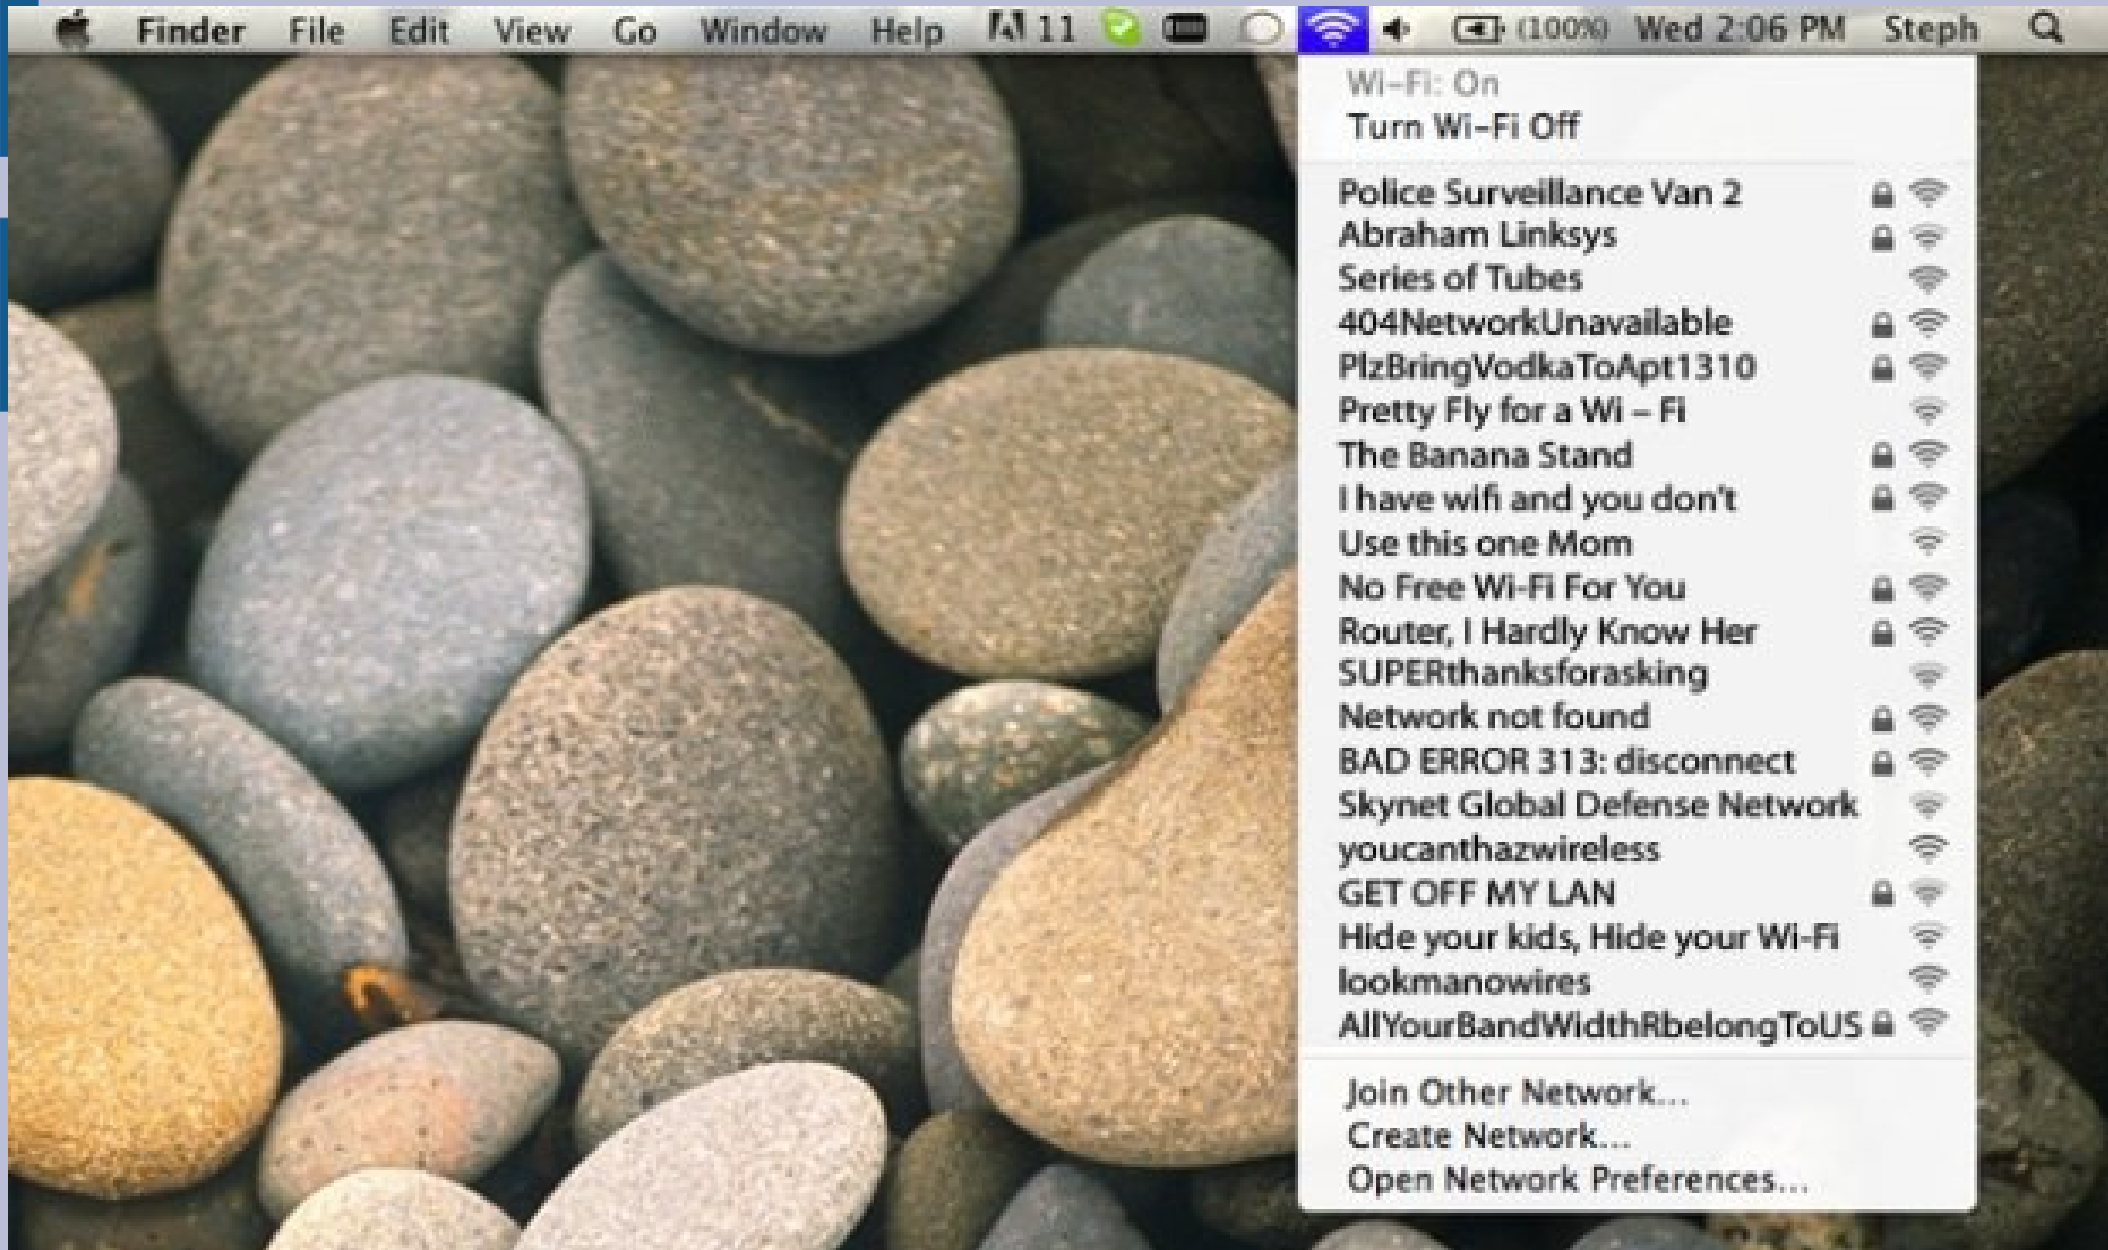 Finder File Edit View Go Window Help 11 (100%) Wed 2:06 PM Steph
Wi-Fi: On
Turn Wi-Fi Off
Police Surveillance Van 2
Abraham Linksys
Series of Tubes
404NetworkUnavailable
PlzBringVodkaToApt1310
Pretty Fly for a Wi – Fi
The Banana Stand
I have wifi and you don't
Use this one Mom
No Free Wi-Fi For You
Router, I Hardly Know Her
SUPERthanksforasking
Network not found
BAD ERROR 313: disconnect
Skynet Global Defense Network
youcanthazwireless
GET OFF MY LAN
Hide your kids, Hide your Wi-Fi
lookmanowires
AllYourBandWidthRbelongToUS
Join Other Network...
Create Network...
Open Network Preferences...